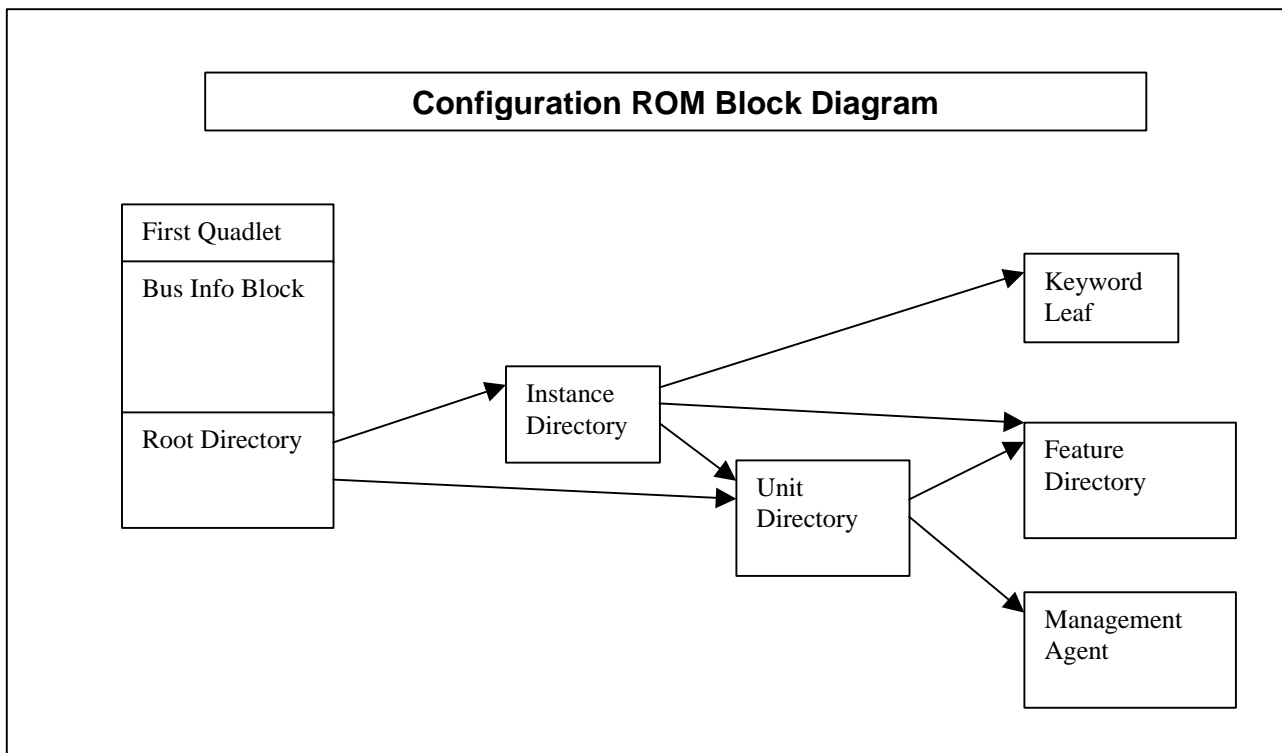 Configuration ROM Block Diagram
First Quadlet
Bus Info Block
Root Directory
Instance
Directory
Unit
Directory
Keyword
Leaf
Feature
Directory
Management
Agent